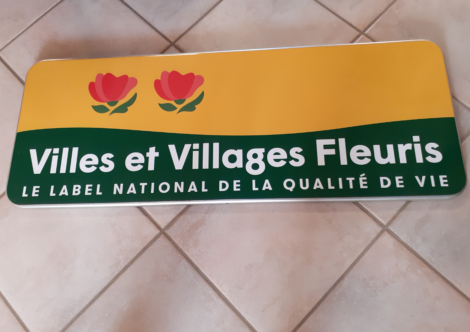 Villes et Villages Fleuris
LE LABEL NATIONAL DE LA QUALITÉ DE VIE